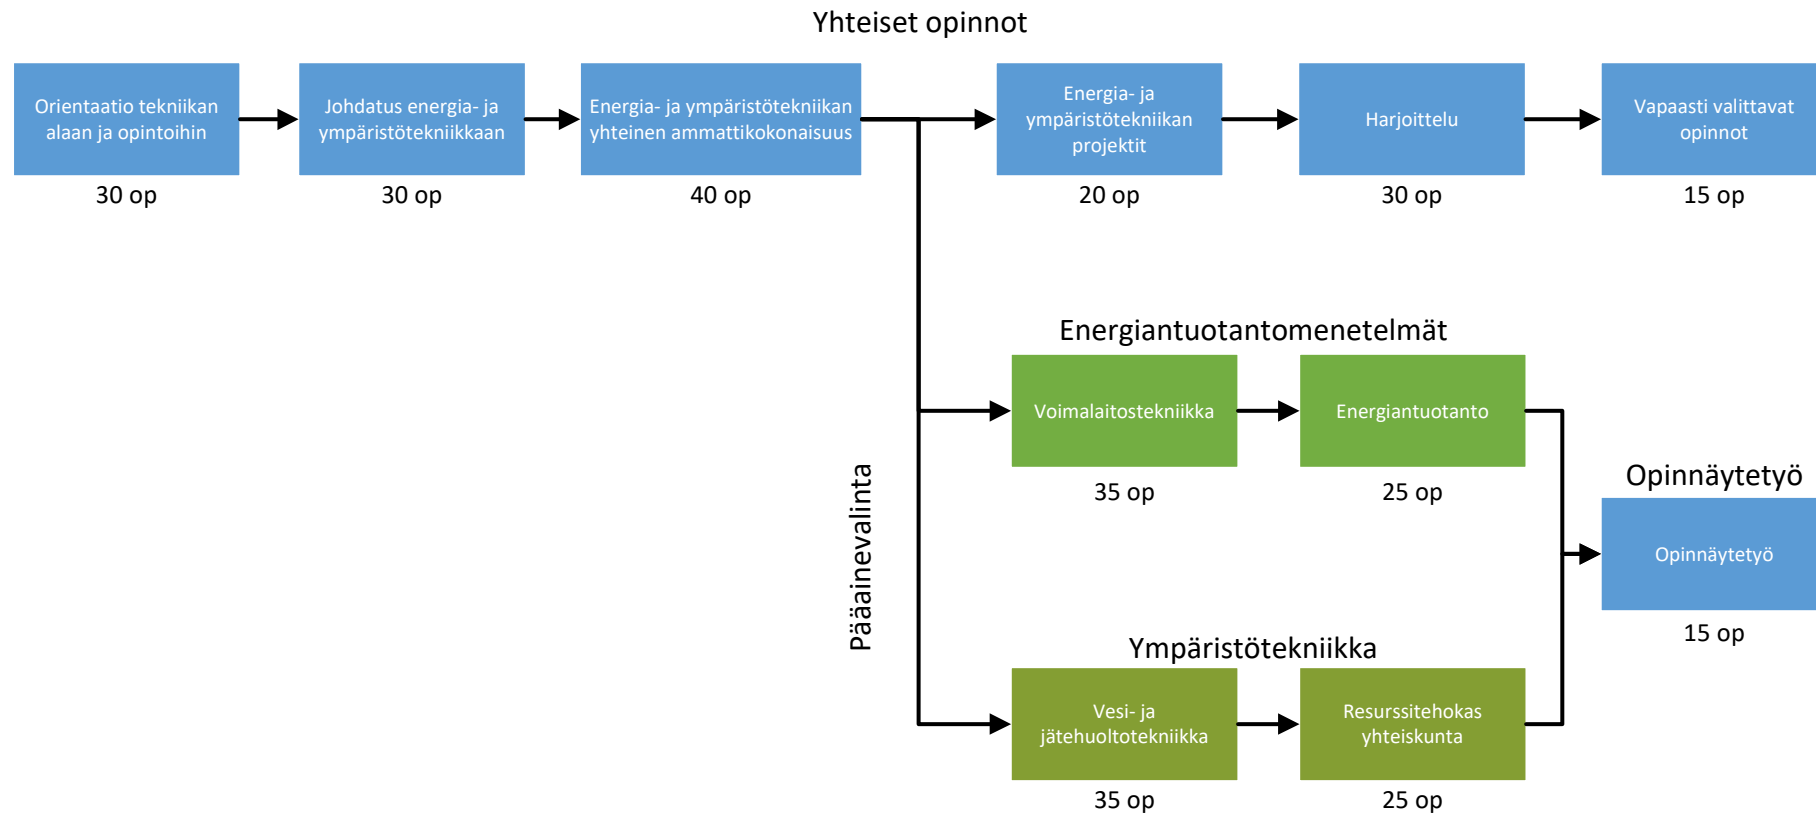 Yhteiset opinnot
Orientaatio tekniikan
alaan ja opintoihin
30 op
Johdatus energia- ja
ympäristötekniikkaan
30 op
Energia- ja ympäristötekniikan
yhteinen ammattikokonaisuus
40 op
Energia- ja
ympäristötekniikan
projektit
20 op
Harjoittelu
30 op
Vapaasti valittavat
opinnot
15 op
Pääainevalinta
Energiantuotantomenetelmät
Voimalaitostekniikka
35 op
Energiantuotanto
25 op
Ympäristötekniikka
Vesi- ja
jätehuoltotekniikka
35 op
Resurssitehokas
yhteiskunta
25 op
Opinnäytetyö
Opinnäytetyö
15 op